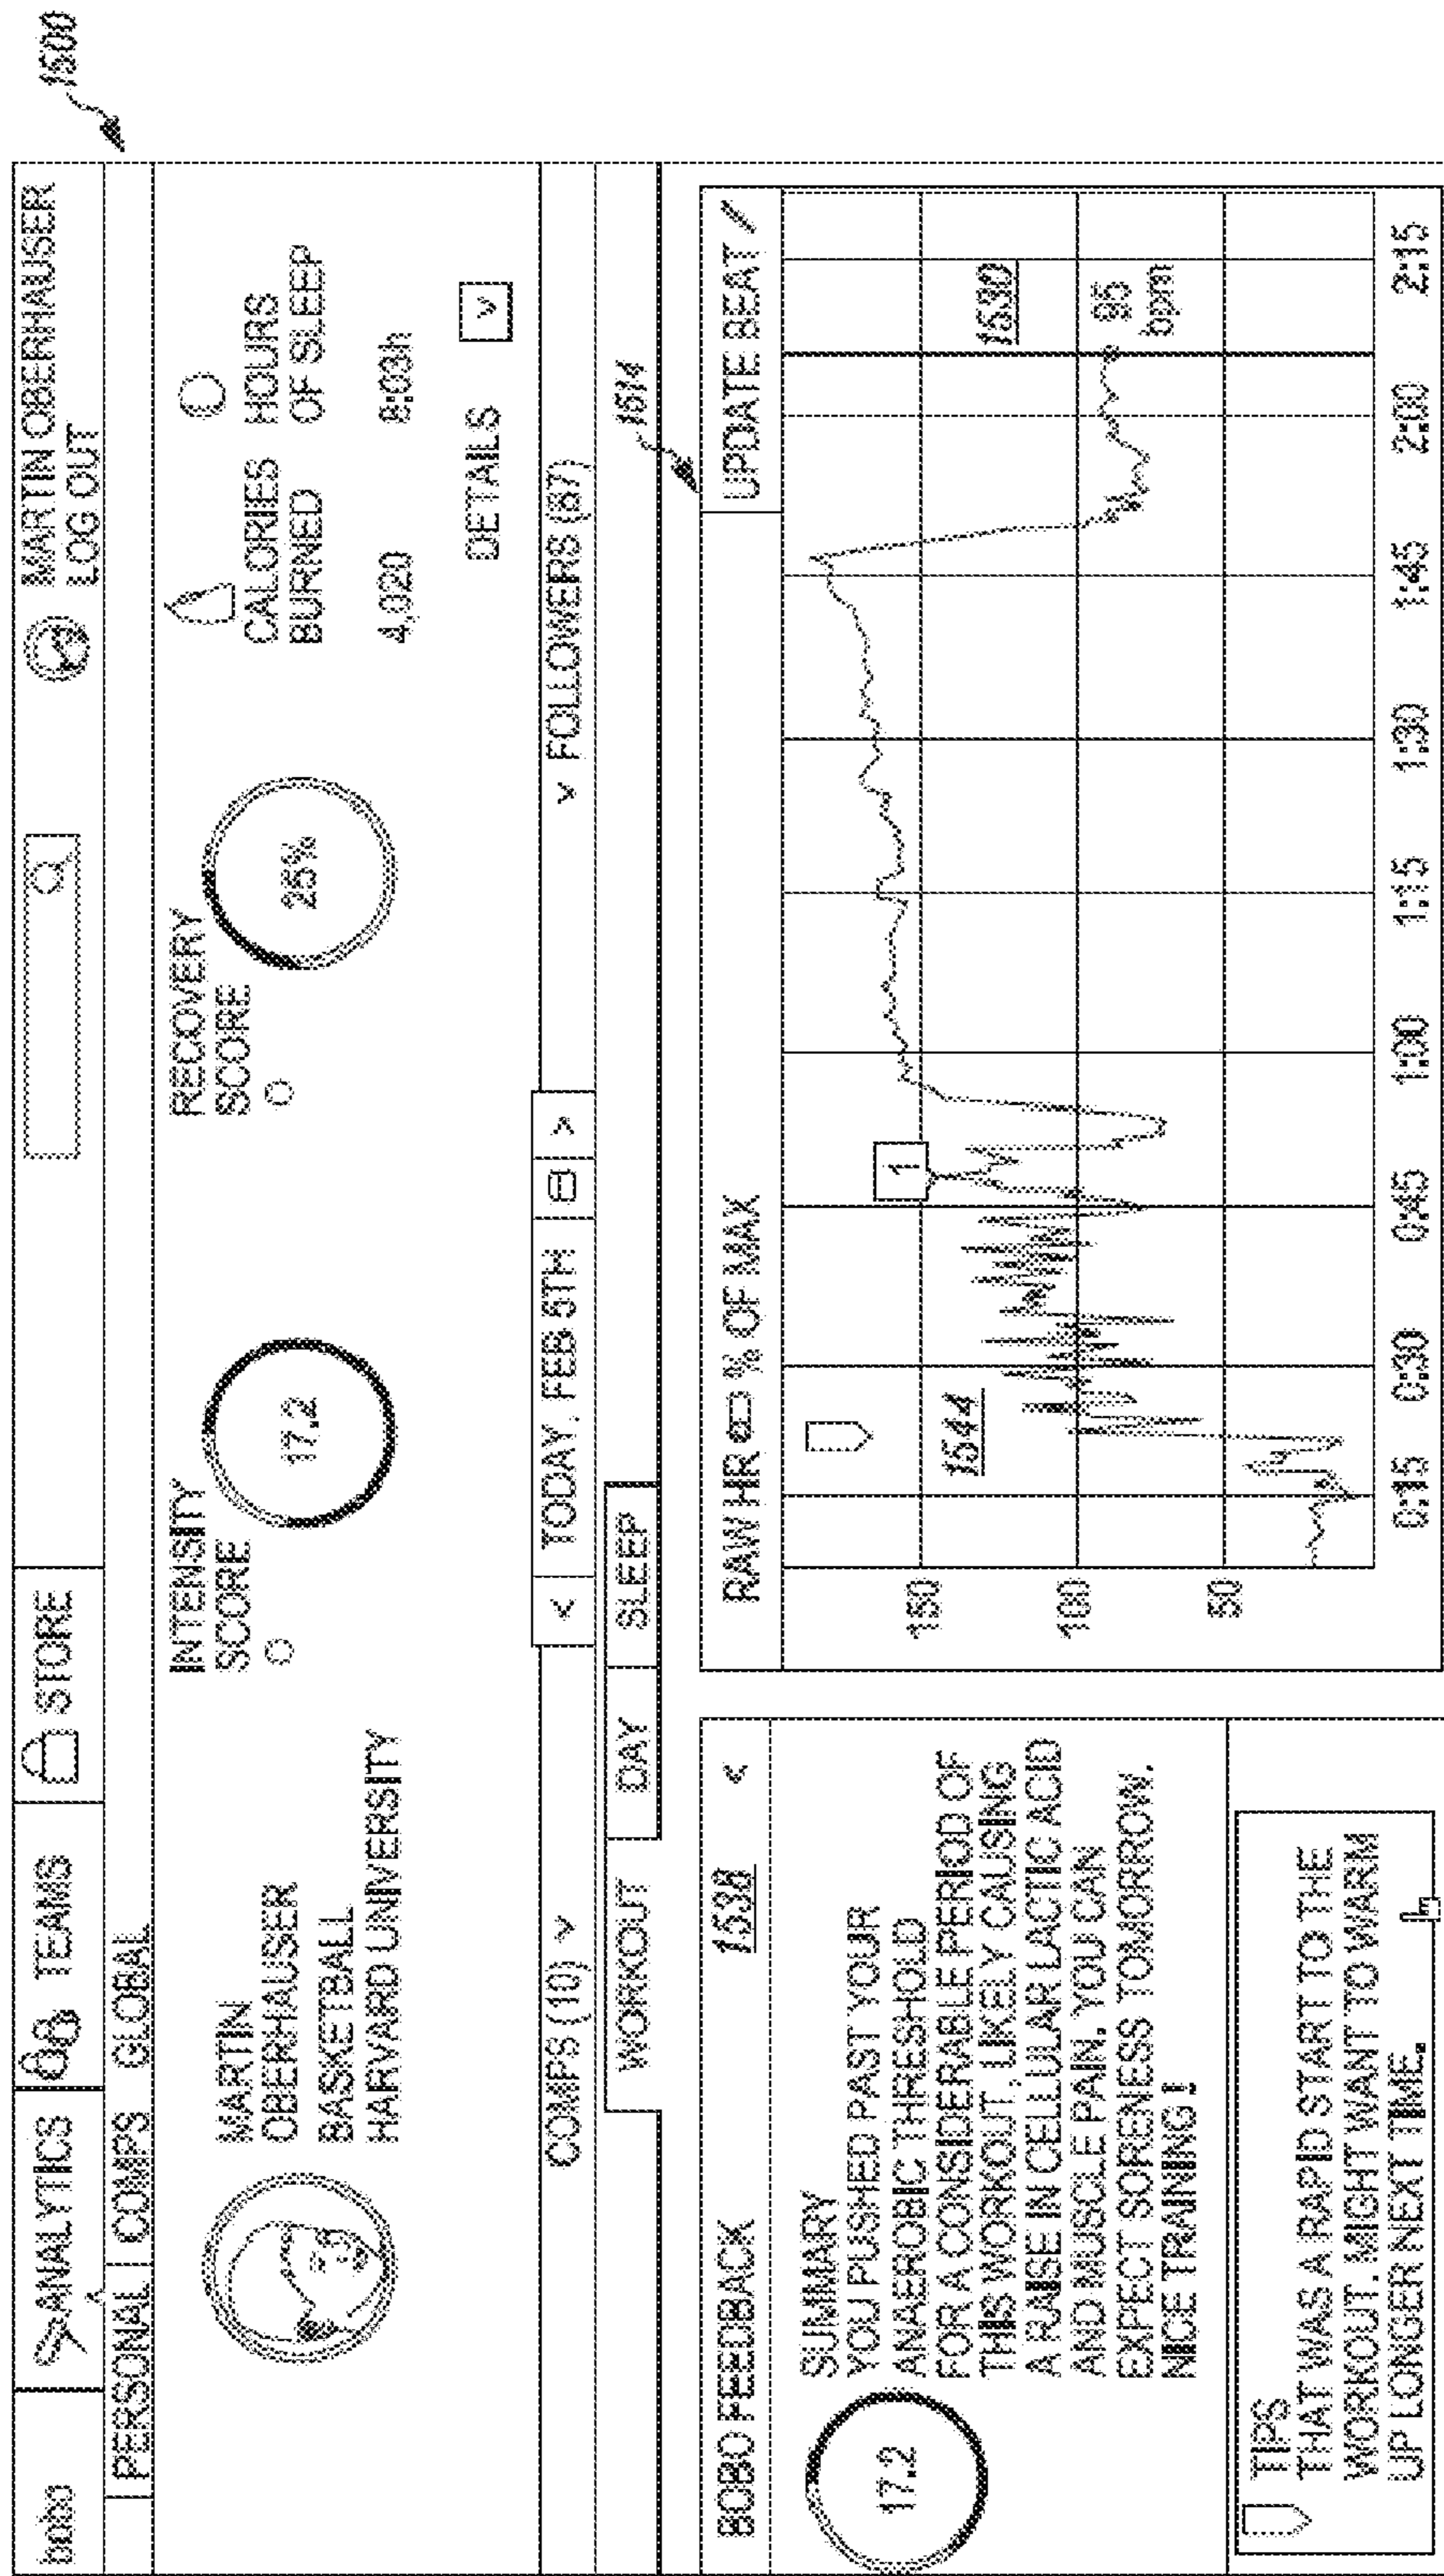 1500
bobo
ANALYTICS
TEAMS
STORE
MARTIN OBERHAUSER
LOG OUT
PERSONAL
COMPS
GLOBAL
MARTIN
OBERHAUSER
BASKETBALL
HARVARD UNIVERSITY
INTENSITY
SCORE
17.2
RECOVERY
SCORE
25%
CALORIES
BURNED
4,020
HOURS
OF SLEEP
8:03h
DETAILS v
COMPS (10) v
< TODAY, FEB 5TH >
v FOLLOWERS (87)
WORKOUT
DAY
SLEEP
1514
BOBO FEEDBACK
1538
<
17.2
SUMMARY
YOU PUSHED PAST YOUR
ANAEROBIC THRESHOLD
FOR A CONSIDERABLE PERIOD OF
THIS WORKOUT, LIKELY CAUSING
A RAISE IN CELLULAR LACTIC ACID
AND MUSCLE PAIN, YOU CAN
EXPECT SORENESS TOMORROW.
NICE TRAINING !
TIPS
THAT WAS A RAPID START TO THE
WORKOUT. MIGHT WANT TO WARM
UP LONGER NEXT TIME.
RAW HR % OF MAX
UPDATE BEAT
150
100
50
1544
1
1530
95
bpm
0:15 0:30 0:45 1:00 1:15 1:30 1:45 2:00 2:15